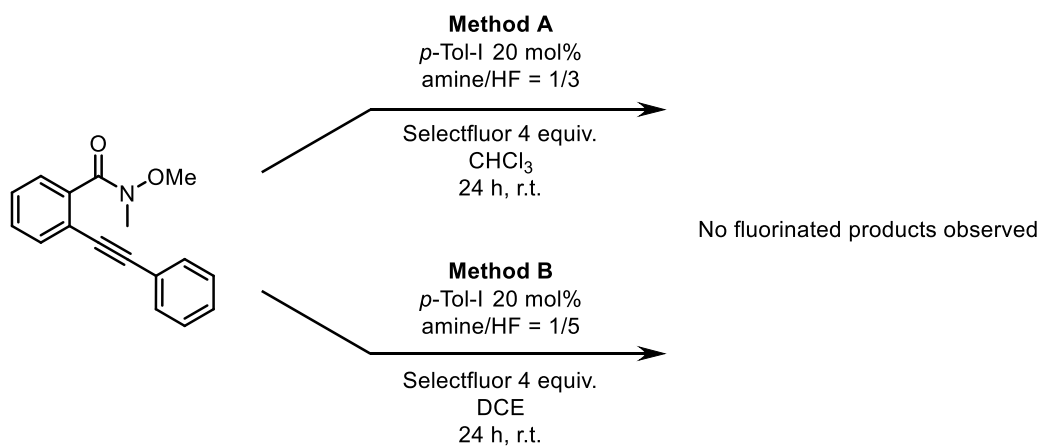 Method A
p-Tol-I 20 mol%
amine/HF = 1/3
Selectfluor 4 equiv.
CHCl₃
24 h, r.t.
O
N
OMe
No fluorinated products observed
Method B
p-Tol-I 20 mol%
amine/HF = 1/5
Selectfluor 4 equiv.
DCE
24 h, r.t.